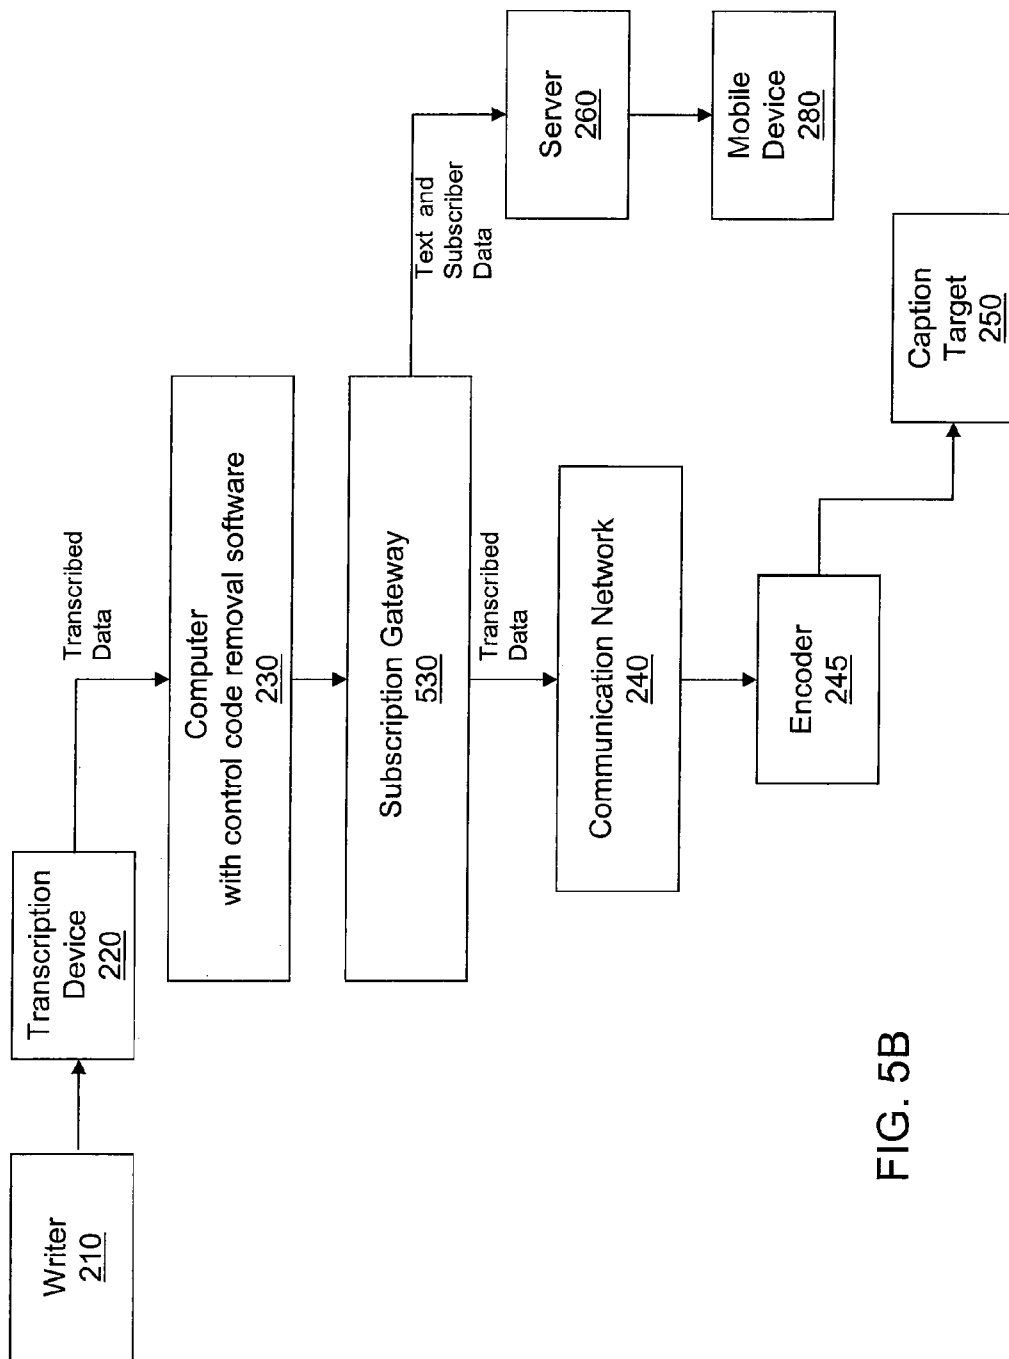 Writer
210
Transcription
Device
220
Transcribed
Data
Computer
with control code removal software
230
Subscription Gateway
530
Text and
Subscriber
Data
Transcribed
Data
Server
260
Communication Network
240
Mobile
Device
280
Encoder
245
Caption
Target
250
FIG. 5B